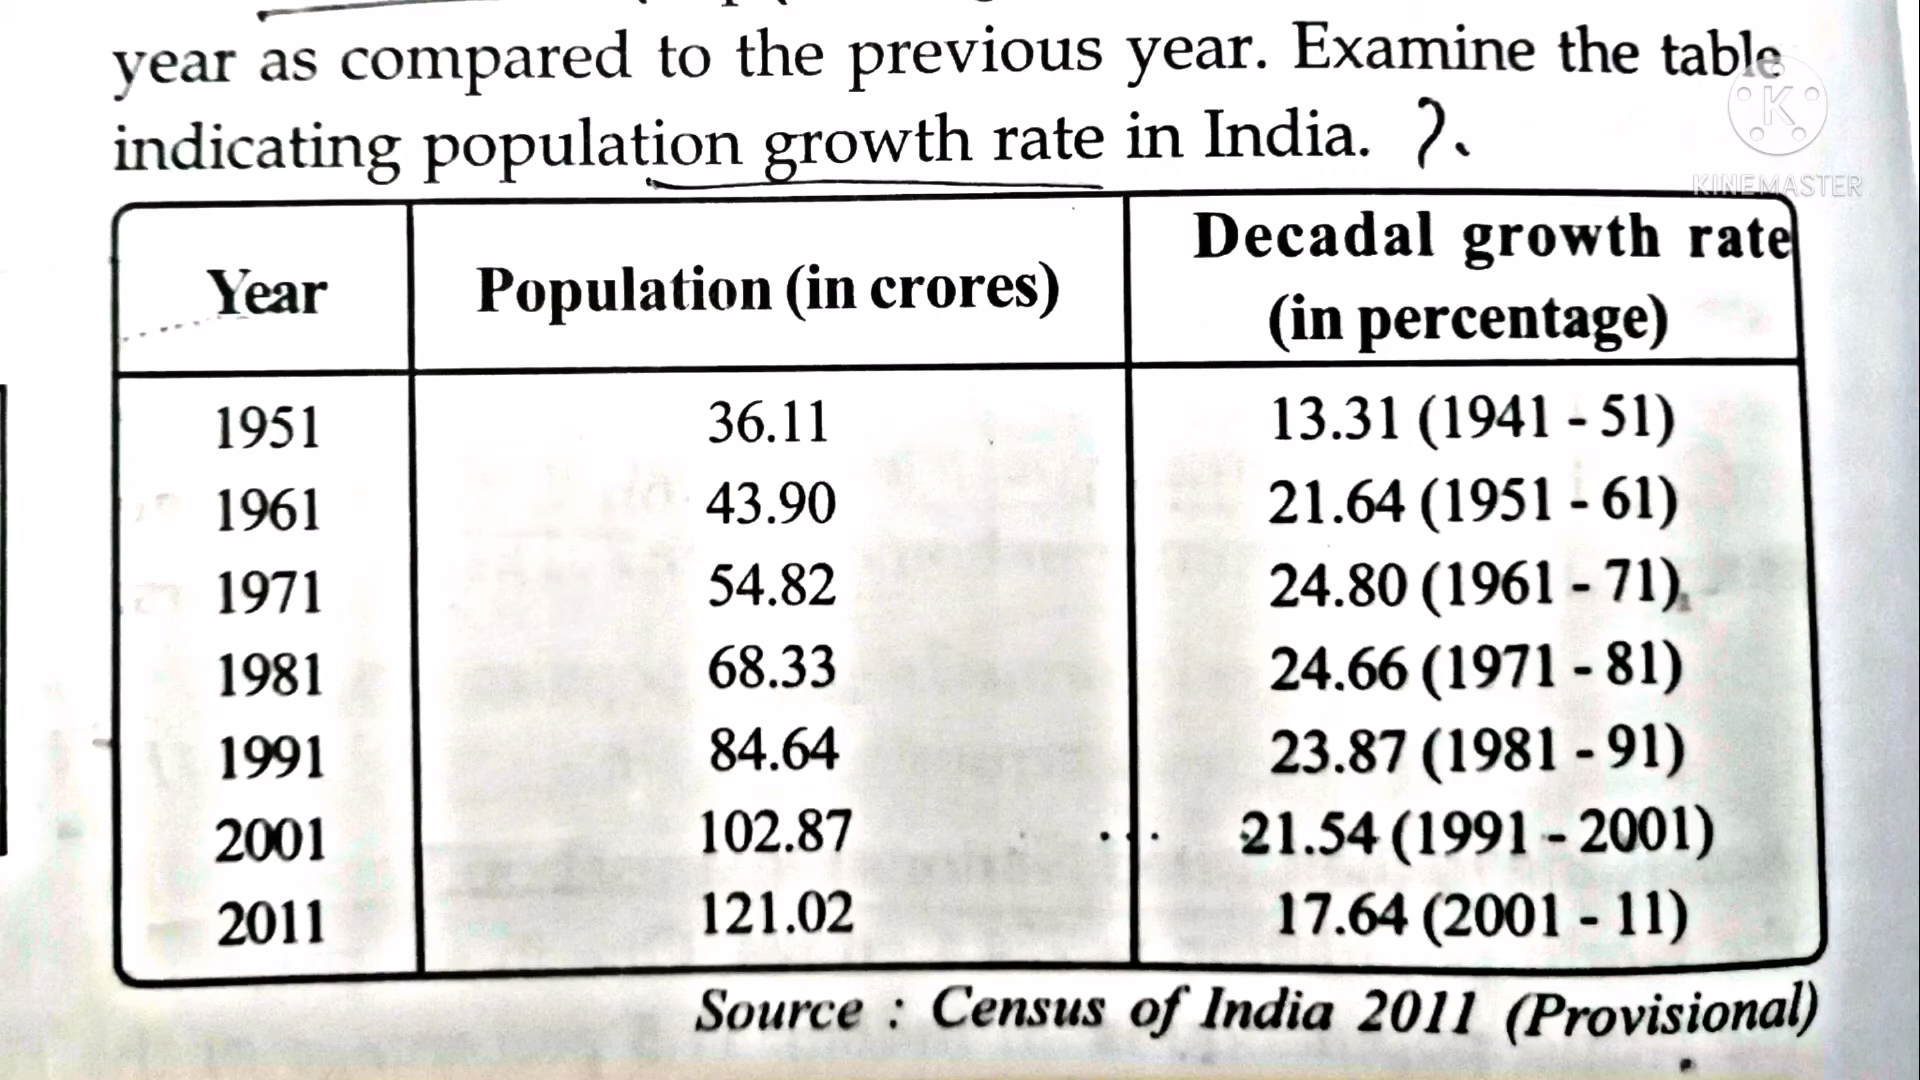 year as compared to the previous year. Examine the table
indicating population growth rate in India. ?.
KINEMASTER
Year Population (in crores) Decadal growth rate (in percentage)
1951 36.11 13.31 (1941 - 51)
1961 43.90 21.64 (1951 - 61)
1971 54.82 24.80 (1961 - 71)
1981 68.33 24.66 (1971 - 81)
1991 84.64 23.87 (1981 - 91)
2001 102.87 21.54 (1991 - 2001)
2011 121.02 17.64 (2001 - 11)
Source : Census of India 2011 (Provisional)